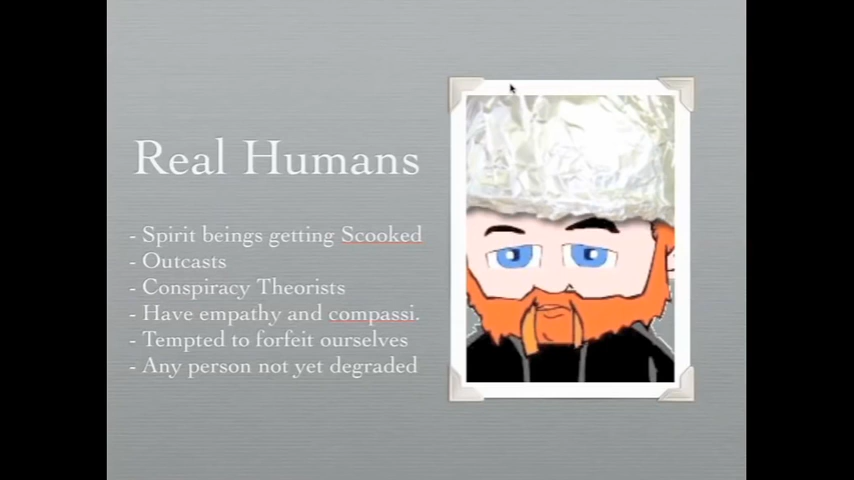 Real Humans
- Spirit beings getting Scooked
- Outcasts
- Conspiracy Theorists
- Have empathy and compassi.
- Tempted to forfeit ourselves
- Any person not yet degraded